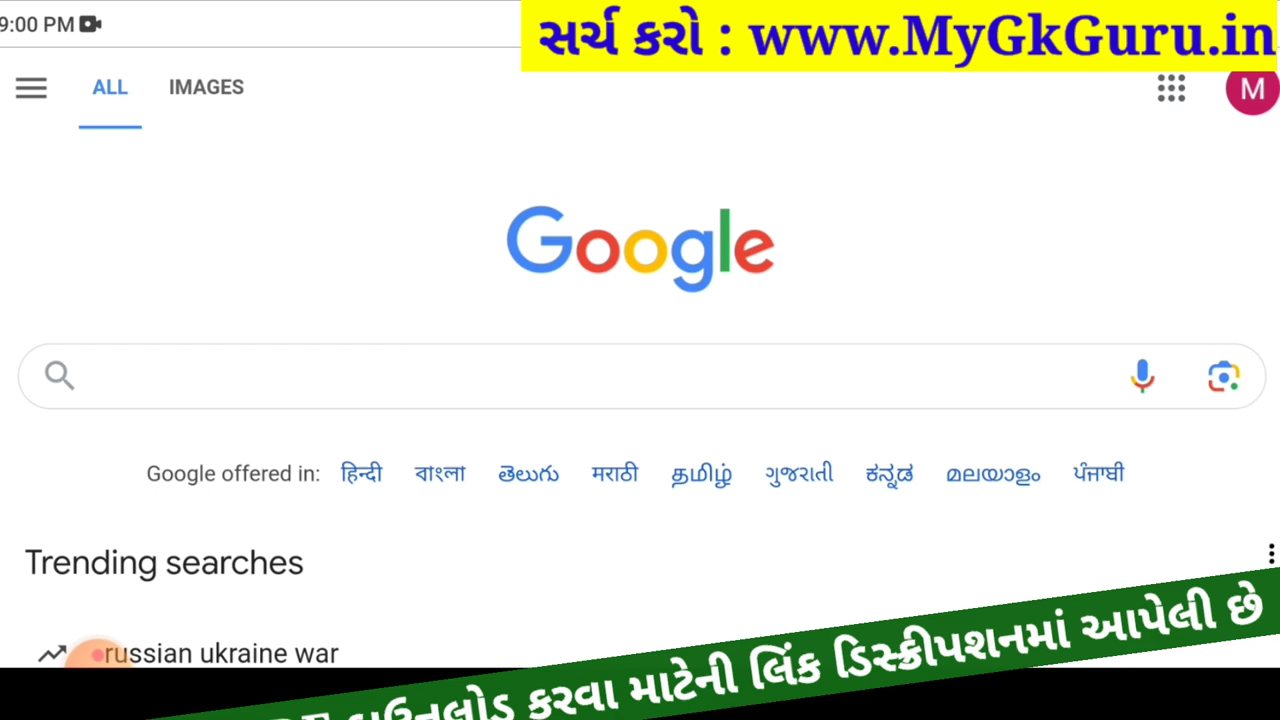 9:00 PM
સર્ચ કરો : www.MyGkGuru.in
ALL IMAGES
M
Google
Google offered in: हिन्दी বাংলা తెలుగు मराठी தமிழ் ગુજરાતી ಕನ್ನಡ മലയാളം ਪੰਜਾਬੀ
Trending searches
russian ukraine war
કરવા માટેની લિંક ડિસ્ક્રીપશનમાં આપેલી છે